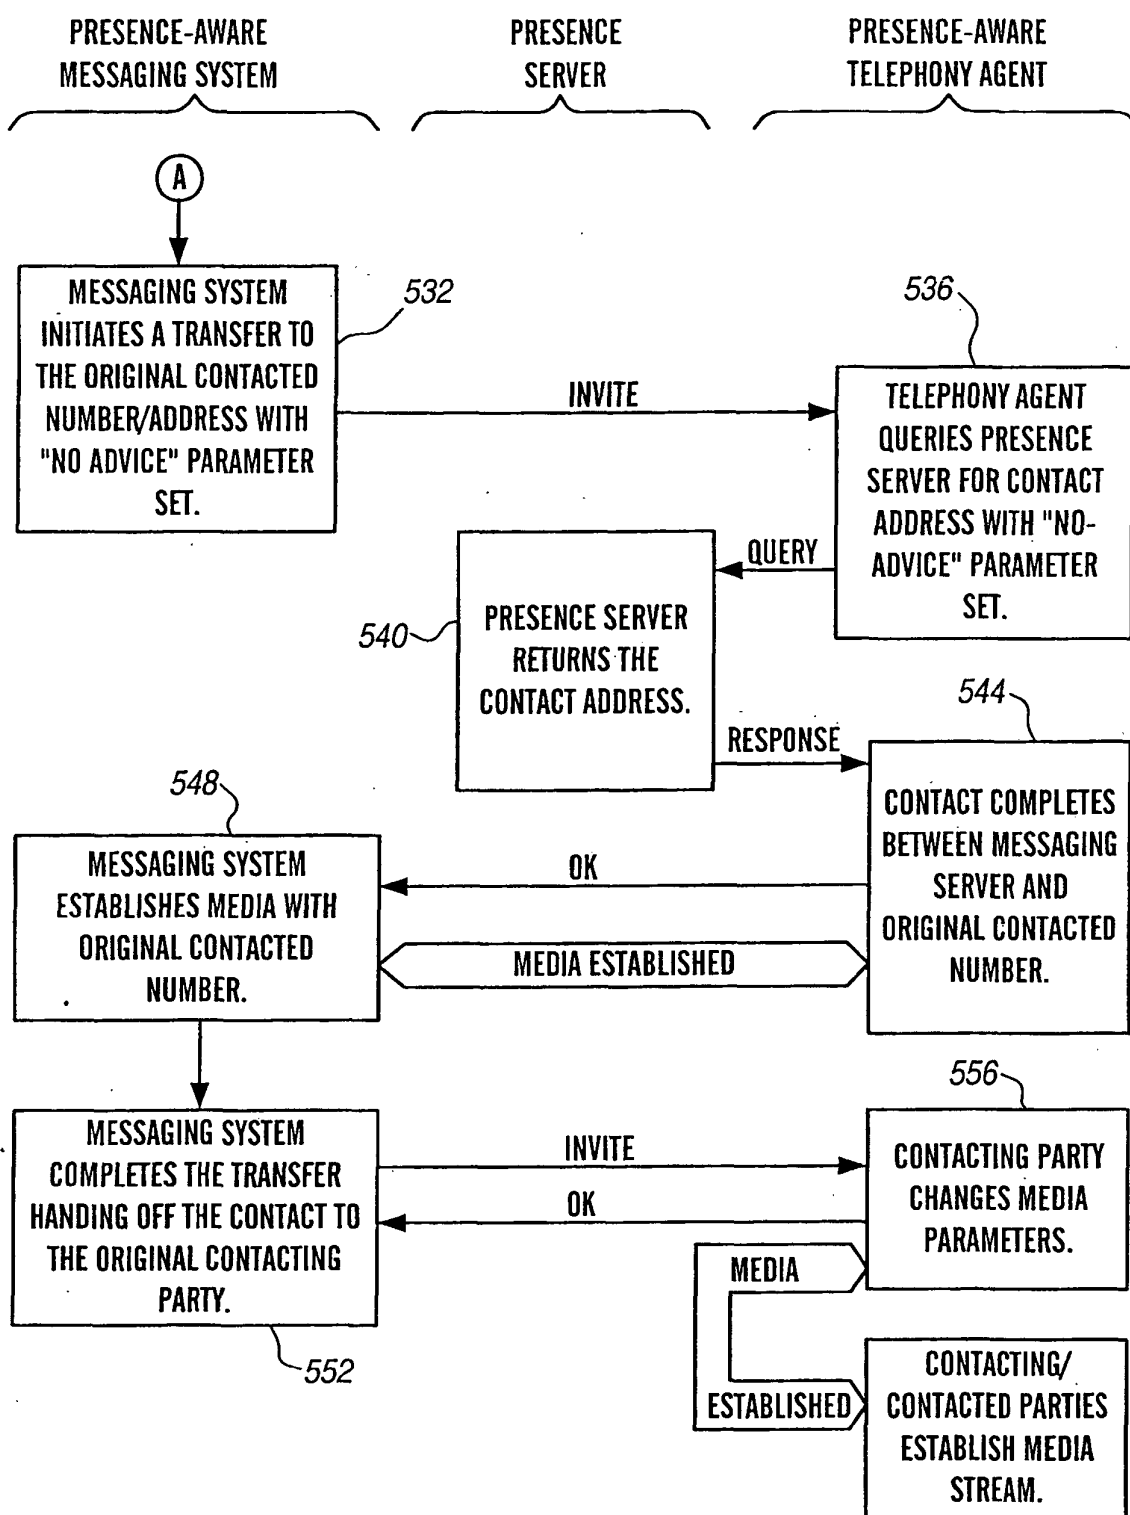 PRESENCE-AWARE
MESSAGING SYSTEM
PRESENCE
SERVER
PRESENCE-AWARE
TELEPHONY AGENT
A
MESSAGING SYSTEM
INITIATES A TRANSFER TO
THE ORIGINAL CONTACTED
NUMBER/ADDRESS WITH
"NO ADVICE" PARAMETER
SET.
532
INVITE
536
TELEPHONY AGENT
QUERIES PRESENCE
SERVER FOR CONTACT
ADDRESS WITH "NO-
ADVICE" PARAMETER
SET.
QUERY
540
PRESENCE SERVER
RETURNS THE
CONTACT ADDRESS.
RESPONSE
544
CONTACT COMPLETES
BETWEEN MESSAGING
SERVER AND
ORIGINAL CONTACTED
NUMBER.
548
MESSAGING SYSTEM
ESTABLISHES MEDIA WITH
ORIGINAL CONTACTED
NUMBER.
OK
MEDIA ESTABLISHED
MESSAGING SYSTEM
COMPLETES THE TRANSFER
HANDING OFF THE CONTACT TO
THE ORIGINAL CONTACTING
PARTY.
552
INVITE
OK
556
CONTACTING PARTY
CHANGES MEDIA
PARAMETERS.
MEDIA
ESTABLISHED
CONTACTING/
CONTACTED PARTIES
ESTABLISH MEDIA
STREAM.